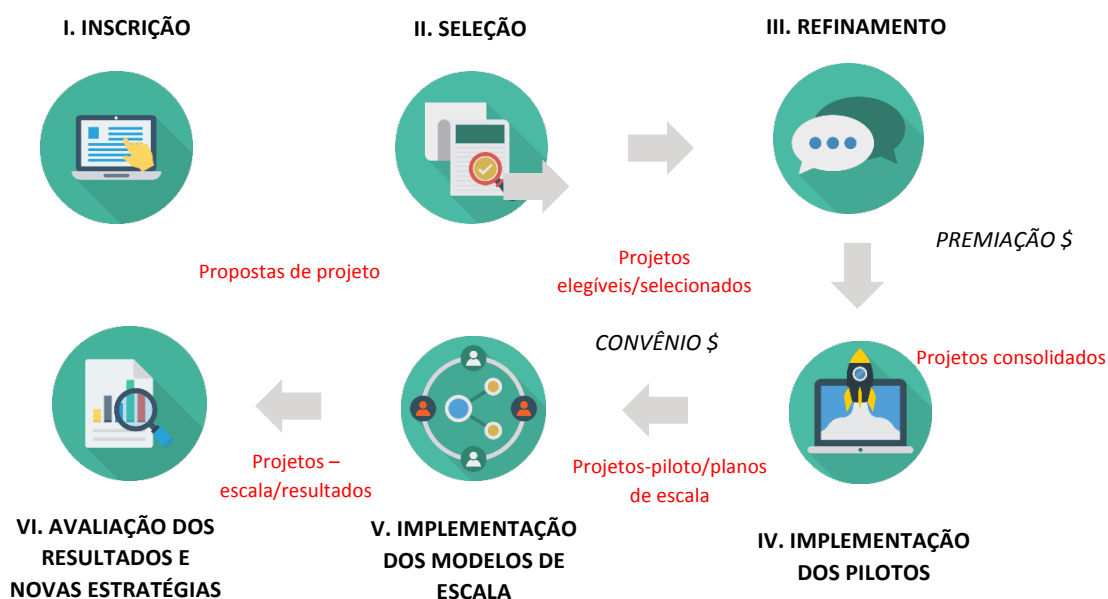 I. INSCRIÇÃO
II. SELEÇÃO
III. REFINAMENTO
PREMIAÇÃO $
Propostas de projeto
Projetos
elegíveis/selecionados
CONVÊNIO $
Projetos consolidados
Projetos –
escala/resultados
Projetos-piloto/planos
de escala
VI. AVALIAÇÃO DOS
RESULTADOS E
NOVAS ESTRATÉGIAS
V. IMPLEMENTAÇÃO
DOS MODELOS DE
ESCALA
IV. IMPLEMENTAÇÃO
DOS PILOTOS